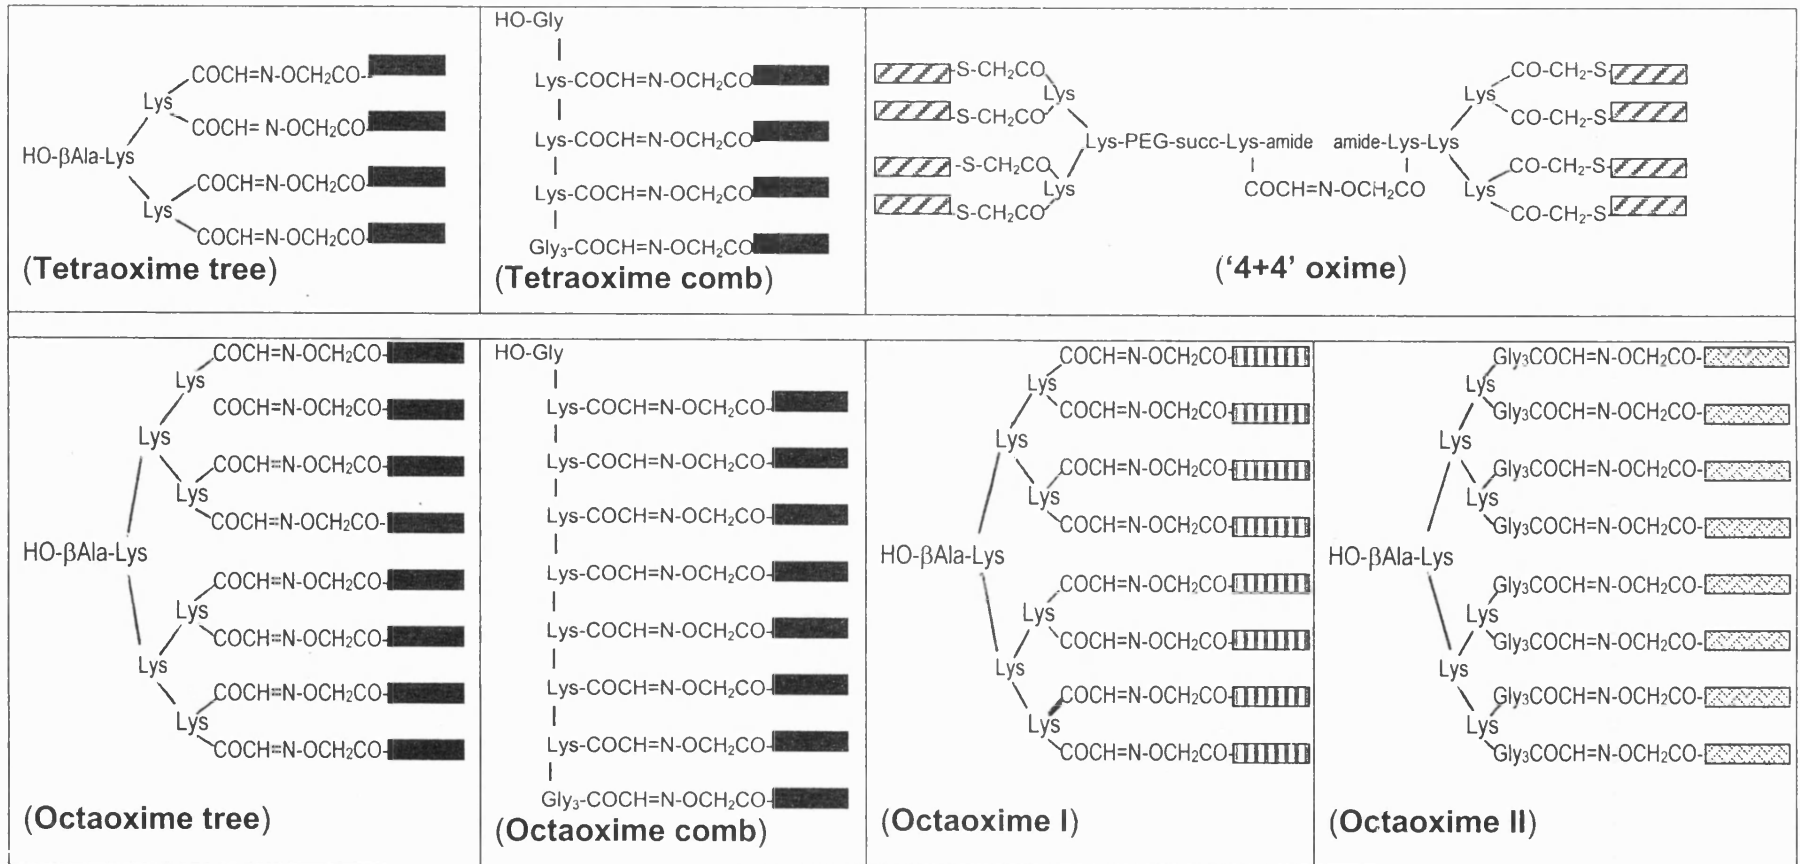 COCH=N-OCH₂CO-
Lys
COCH= N-OCH₂CO-
HO-βAla-Lys
COCH=N-OCH₂CO-
Lys
COCH=N-OCH₂CO-
(Tetraoxime tree)
HO-Gly
Lys-COCH=N-OCH₂CO
Lys-COCH=N-OCH₂CO
Lys-COCH=N-OCH₂CO
Gly₃-COCH=N-OCH₂CO
(Tetraoxime comb)
-S-CH₂CO
Lys
-S-CH₂CO
-S-CH₂CO
Lys
-S-CH₂CO
Lys-PEG-succ-Lys-amide amide-Lys-Lys
COCH=N-OCH₂CO
CO-CH₂-S-
Lys
CO-CH₂-S-
CO-CH₂-S-
Lys
CO-CH₂-S-
('4+4' oxime)
COCH=N-OCH₂CO-
Lys
COCH=N-OCH₂CO-
Lys
COCH=N-OCH₂CO-
Lys
COCH=N-OCH₂CO-
HO-βAla-Lys
COCH=N-OCH₂CO-
Lys
COCH=N-OCH₂CO-
Lys
COCH=N-OCH₂CO-
Lys
COCH=N-OCH₂CO-
(Octaoxime tree)
HO-Gly
Lys-COCH=N-OCH₂CO-
Lys-COCH=N-OCH₂CO-
Lys-COCH=N-OCH₂CO-
Lys-COCH=N-OCH₂CO-
Lys-COCH=N-OCH₂CO-
Lys-COCH=N-OCH₂CO-
Lys-COCH=N-OCH₂CO-
Gly₃-COCH=N-OCH₂CO-
(Octaoxime comb)
COCH=N-OCH₂CO-
Lys
COCH=N-OCH₂CO-
Lys
COCH=N-OCH₂CO-
Lys
COCH=N-OCH₂CO-
HO-βAla-Lys
COCH=N-OCH₂CO-
Lys
COCH=N-OCH₂CO-
Lys
COCH=N-OCH₂CO-
Lys
COCH=N-OCH₂CO-
(Octaoxime I)
Gly₃COCH=N-OCH₂CO-
Lys
Gly₃COCH=N-OCH₂CO-
Lys
Gly₃COCH=N-OCH₂CO-
Lys
Gly₃COCH=N-OCH₂CO-
HO-βAla-Lys
Gly₃COCH=N-OCH₂CO-
Lys
Gly₃COCH=N-OCH₂CO-
Lys
Gly₃COCH=N-OCH₂CO-
Lys
Gly₃COCH=N-OCH₂CO-
(Octaoxime II)